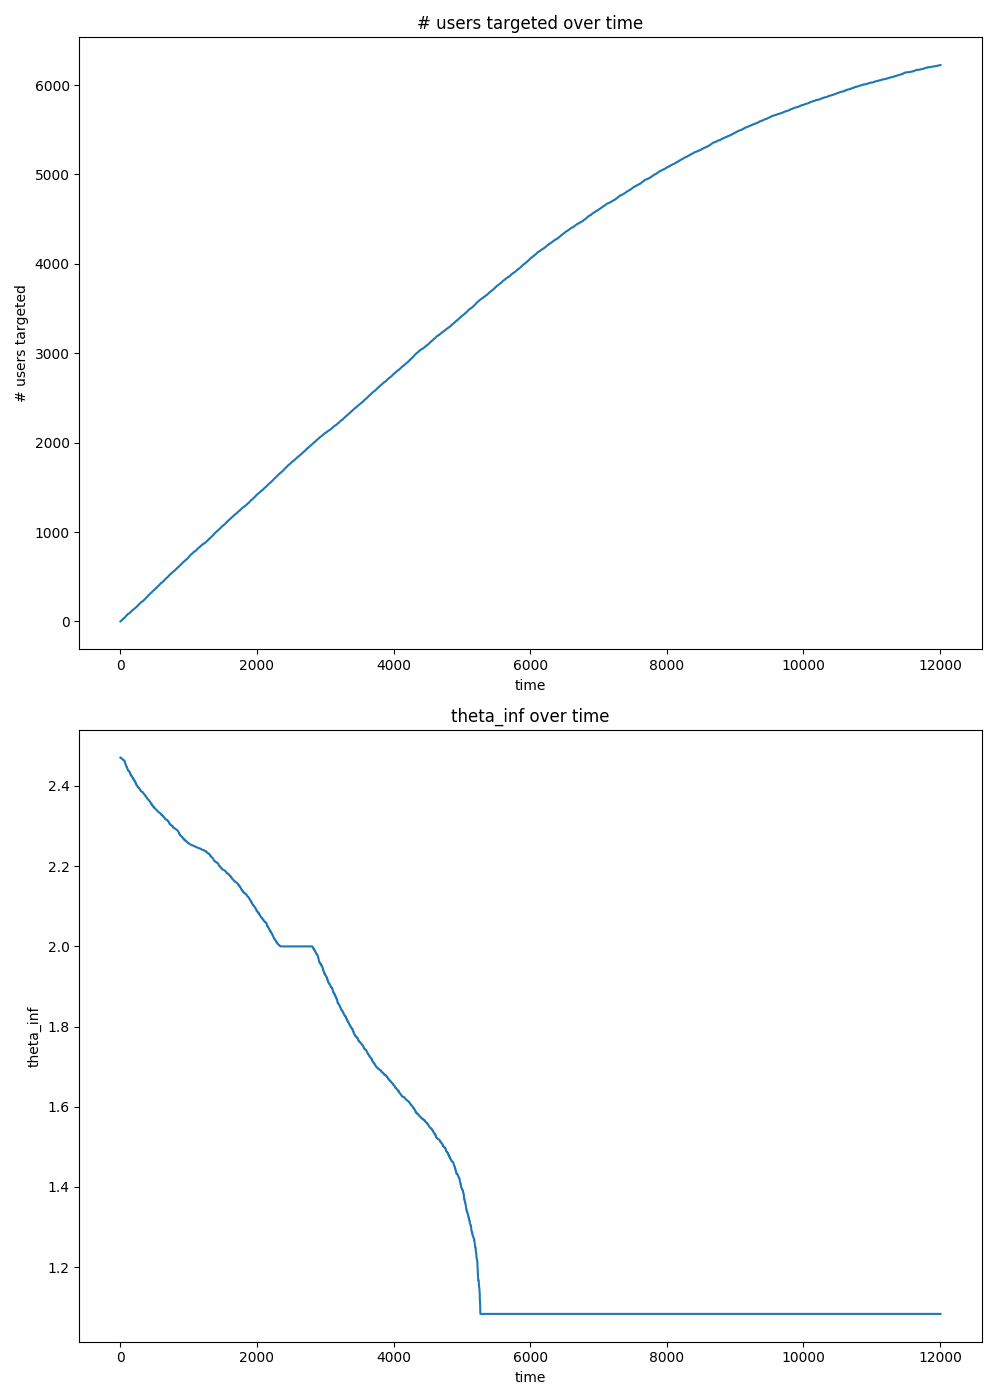 # users targeted over time
# users targeted
6000
5000
4000
3000
2000
1000
0
0 2000 4000 6000 8000 10000 12000
time
theta_inf over time
theta_inf
2.4
2.2
2.0
1.8
1.6
1.4
1.2
0 2000 4000 6000 8000 10000 12000
time